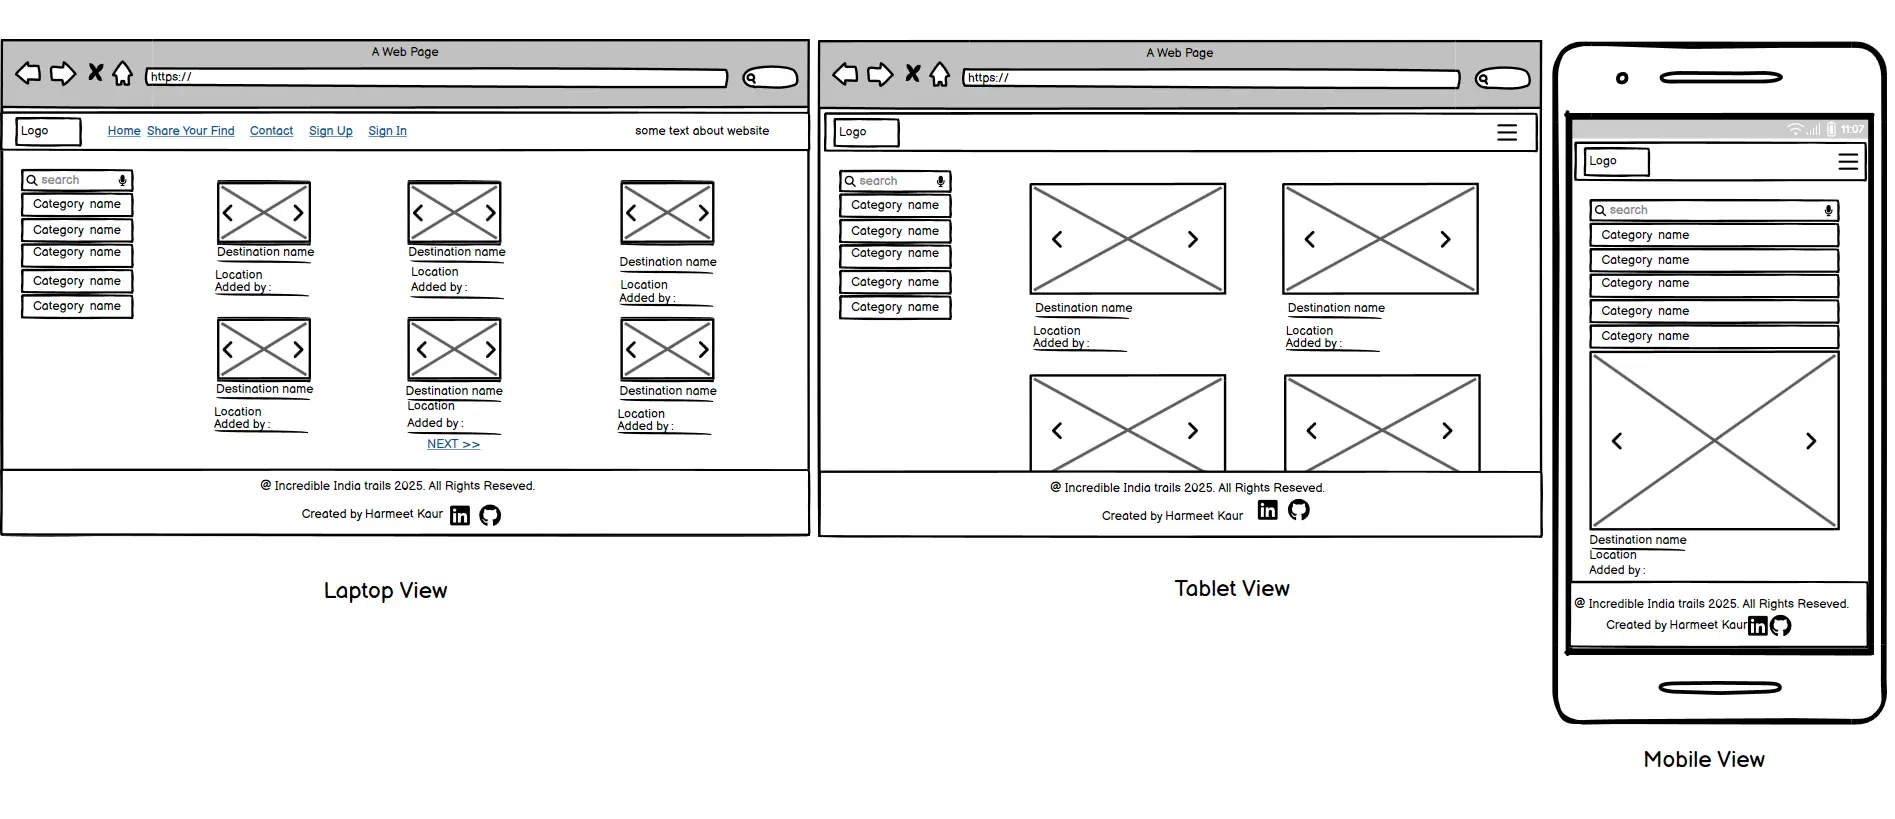 A Web Page
https://
Logo
Home Share Your Find Contact Sign Up Sign In
some text about website
search
Category name
Category name
Category name
Category name
Category name
Destination name
Location
Added by :
Destination name
Location
Added by :
Destination name
Location
Added by :
Destination name
Location
Added by :
Destination name
Location
Added by :
Destination name
Location
Added by :
NEXT >>
@ Incredible India trails 2025. All Rights Reseved.
Created by Harmeet Kaur
in
Laptop View
A Web Page
https://
Logo
search
Category name
Category name
Category name
Category name
Category name
Destination name
Location
Added by :
Destination name
Location
Added by :
@ Incredible India trails 2025. All Rights Reseved.
Created by Harmeet Kaur
in
Tablet View
11:07
Logo
search
Category name
Category name
Category name
Category name
Category name
Destination name
Location
Added by :
@ Incredible India trails 2025. All Rights Reseved.
Created by Harmeet Kaur
in
Mobile View